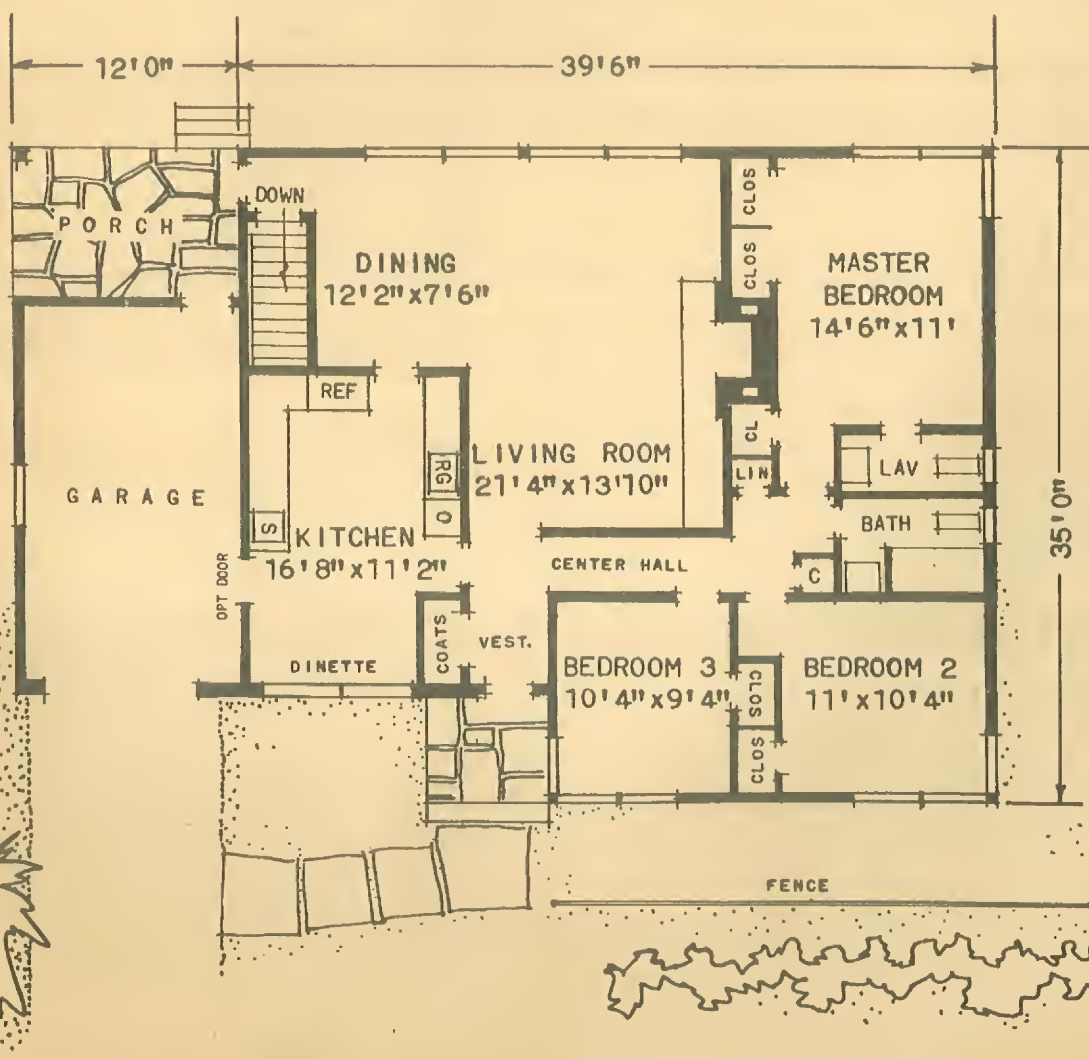 12'0"
39'6"
DOWN
CLOS
PORCH
CLOS
DINING
12'2"x7'6"
MASTER
BEDROOM
14'6"x11'
REF
CL
LIVING ROOM
21'4"x13'10"
RG
LIN
LAV
GARAGE
O
S
KITCHEN
16'8"x11'2"
BATH
35'0"
OPT DOOR
CENTER HALL
C
COATS
VEST.
DINETTE
BEDROOM 3
10'4"x9'4"
CLOS
BEDROOM 2
11'x10'4"
CLOS
FENCE